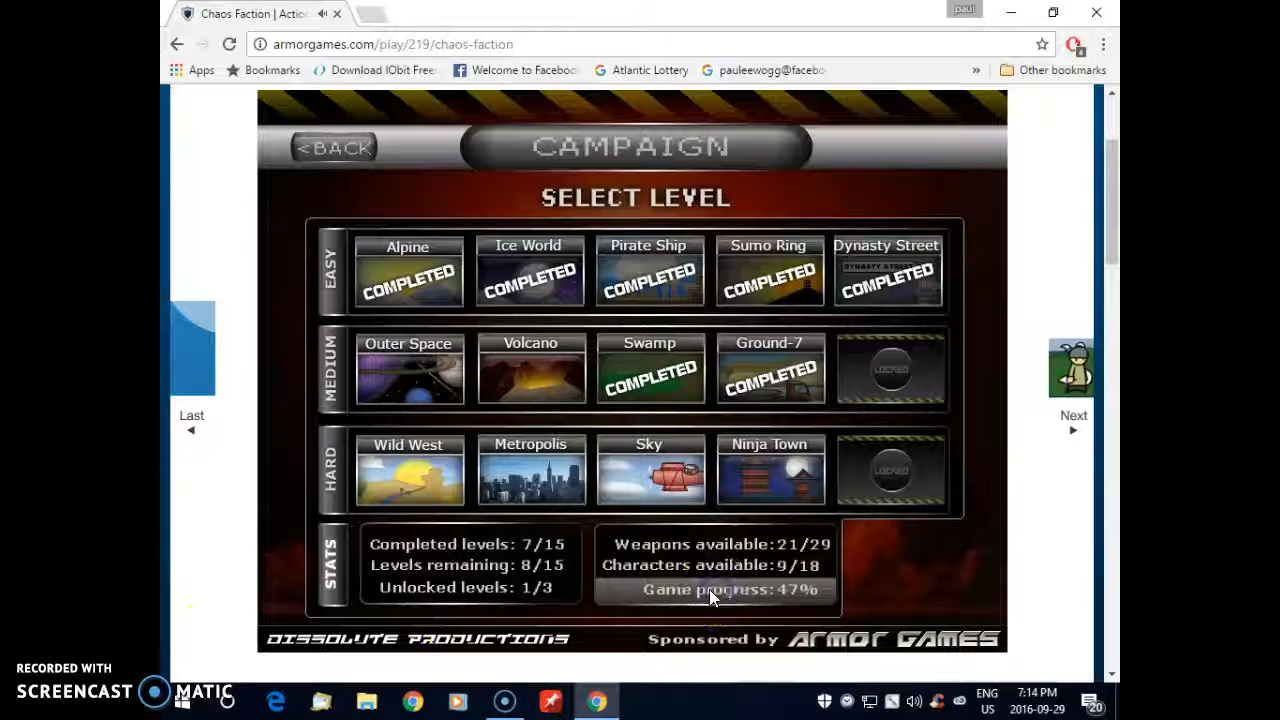 Chaos Faction | Actio
paul
armorgames.com/play/219/chaos-faction
4
Apps Bookmarks Download IObit Free Welcome to Faceboo Atlantic Lottery pauleewogg@facebo » Other bookmarks
<BACK
CAMPAIGN
SELECT LEVEL
EASY
Alpine Ice World Pirate Ship Sumo Ring Dynasty Street
DYNASTY STREET
COMPLETED COMPLETED COMPLETED COMPLETED COMPLETED
MEDIUM
Outer Space Volcano Swamp Ground-7
COMPLETED COMPLETED LOCKED
Last
Next
HARD
Wild West Metropolis Sky Ninja Town
LOCKED
STATS
Completed levels: 7/15
Levels remaining: 8/15
Unlocked levels: 1/3
Weapons available:21/29
Characters available:9/18
Game progress:47%
DISSOLUTE PRODUCTIONS
Sponsored by ARMOR GAMES
RECORDED WITH
SCREENCAST MATIC
ENG
US
7:14 PM
2016-09-29
20